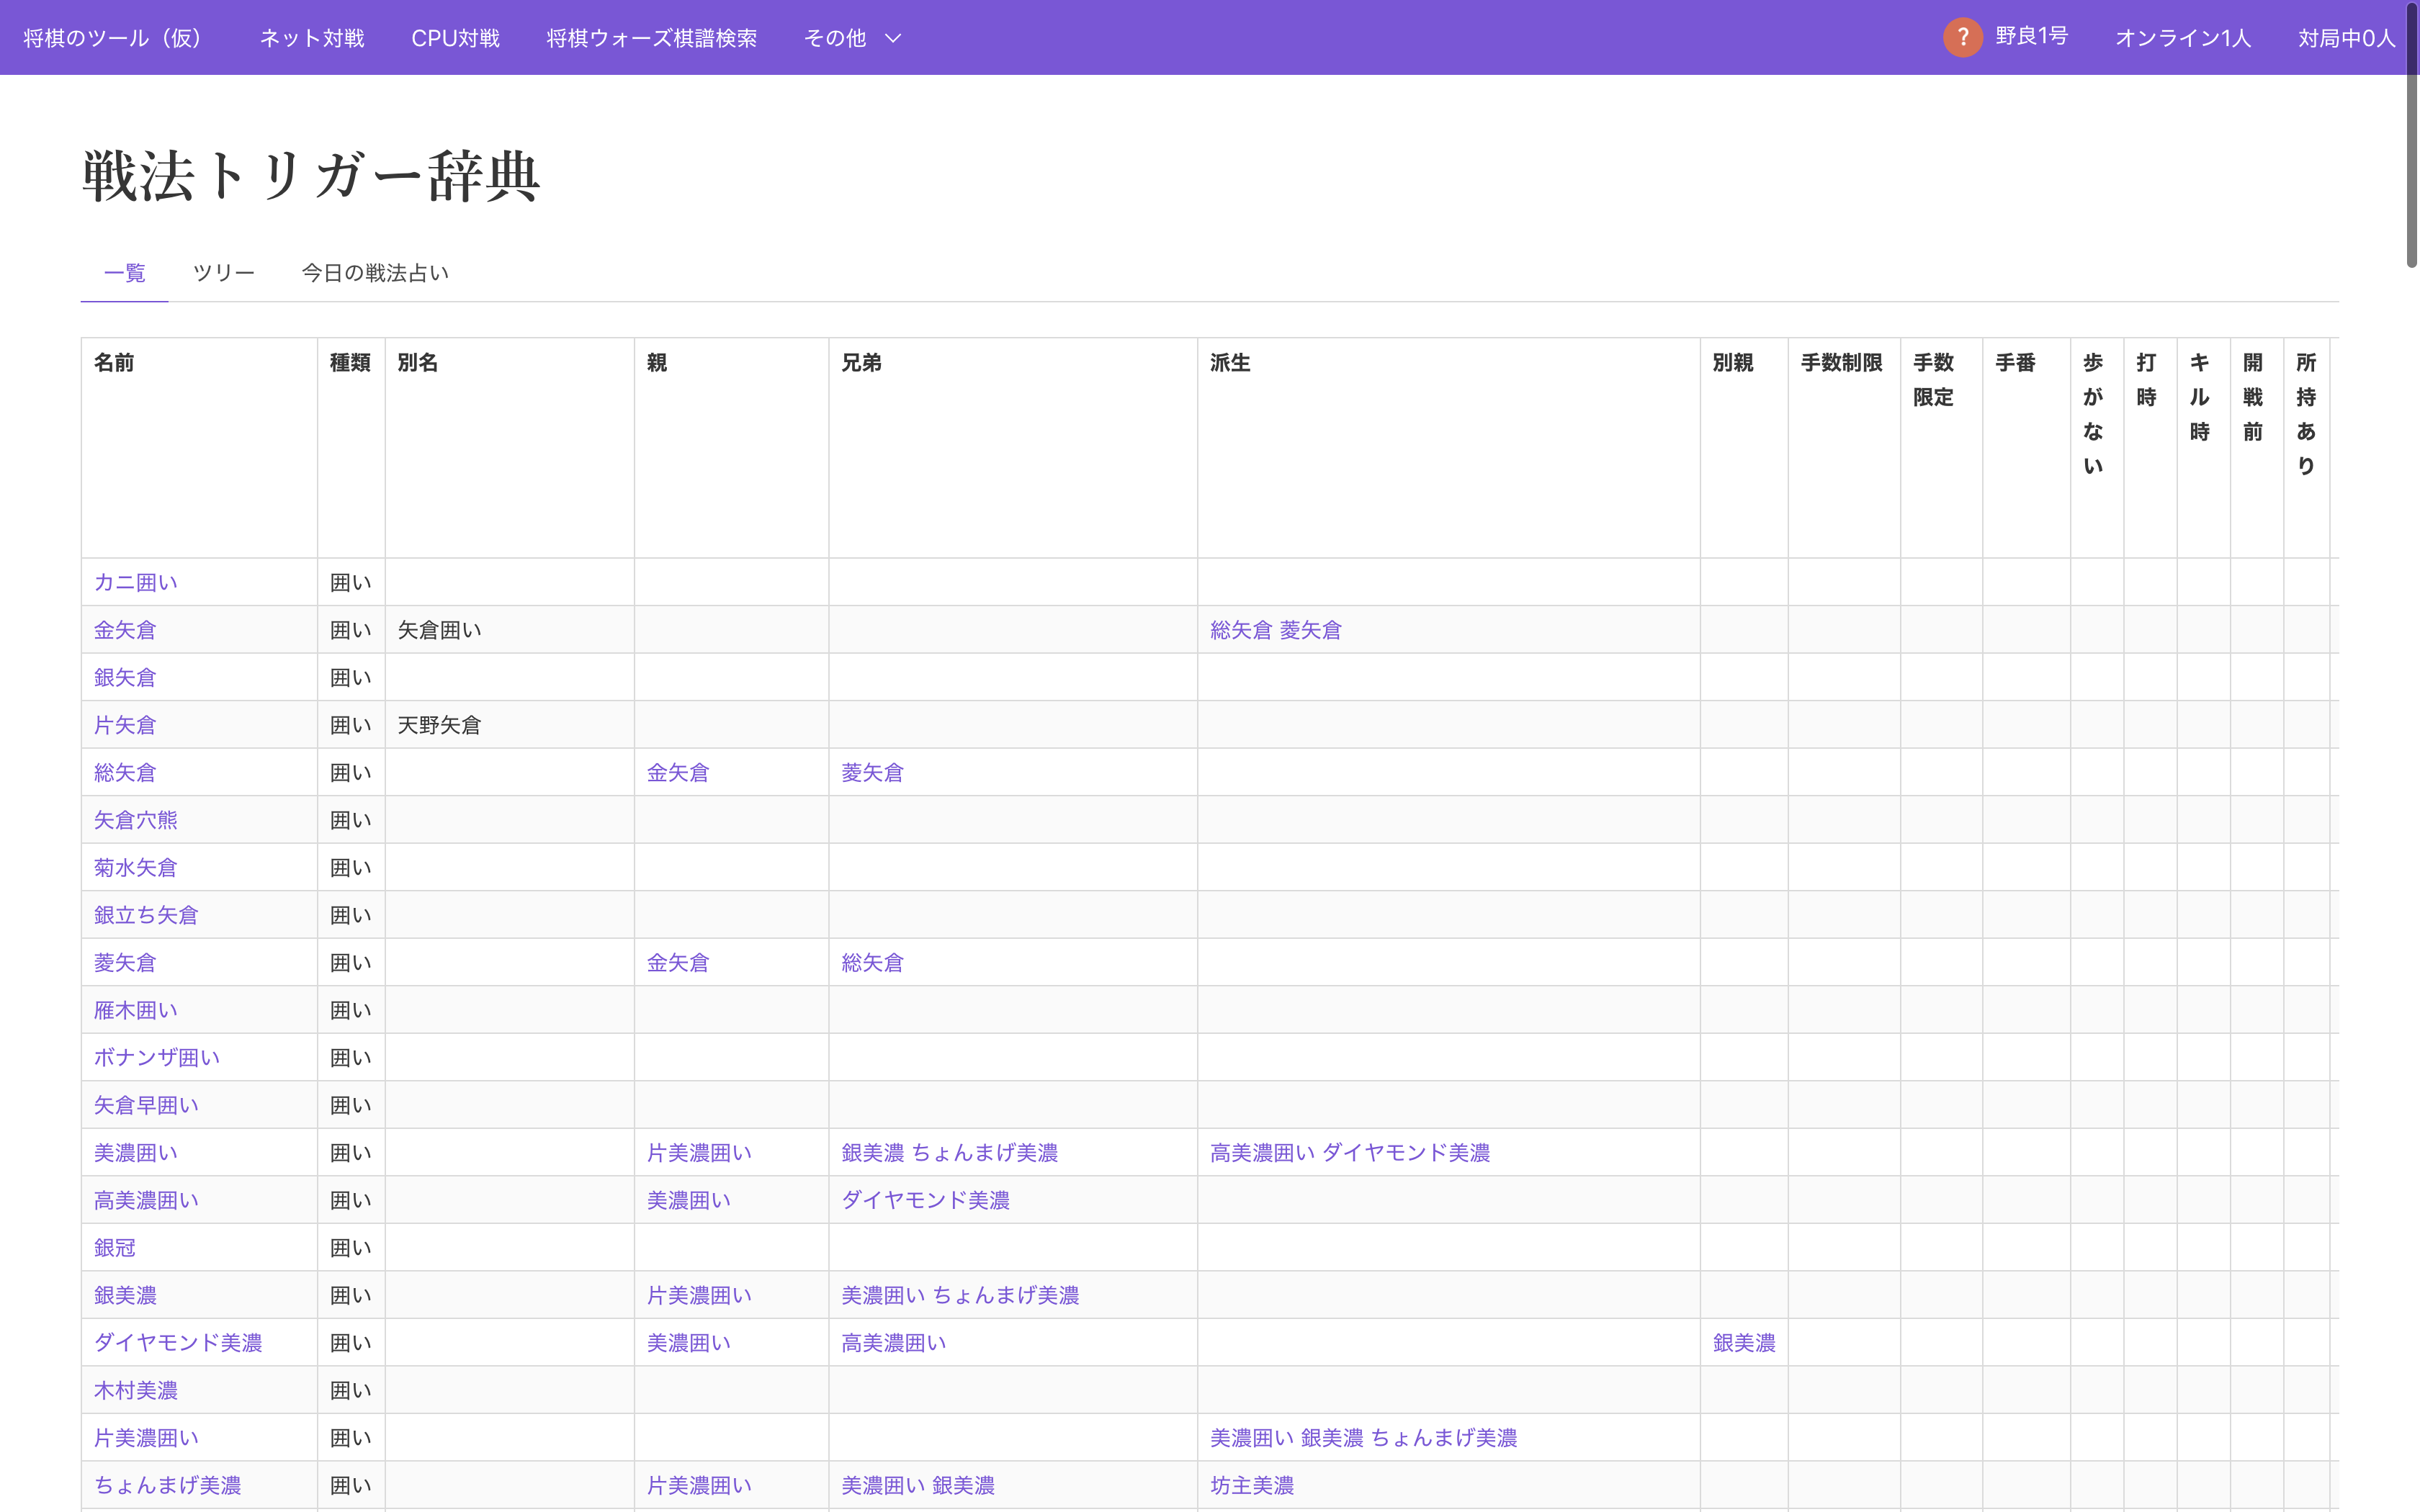 将棋のツール（仮） ネット対戦 CPU対戦 将棋ウォーズ棋譜検索 その他 ? 野良1号 オンライン1人 対局中0人
戦法トリガー辞典
一覧 ツリー 今日の戦法占い
名前 種類 別名 親 兄弟 派生 別親 手数制限 手数限定 手番 歩がない 打時 キル時 開戦前 所持あり
カニ囲い 囲い
金矢倉 囲い 矢倉囲い 総矢倉 菱矢倉
銀矢倉 囲い
片矢倉 囲い 天野矢倉
総矢倉 囲い 金矢倉 菱矢倉
矢倉穴熊 囲い
菊水矢倉 囲い
銀立ち矢倉 囲い
菱矢倉 囲い 金矢倉 総矢倉
雁木囲い 囲い
ボナンザ囲い 囲い
矢倉早囲い 囲い
美濃囲い 囲い 片美濃囲い 銀美濃 ちょんまげ美濃 高美濃囲い ダイヤモンド美濃
高美濃囲い 囲い 美濃囲い ダイヤモンド美濃
銀冠 囲い
銀美濃 囲い 片美濃囲い 美濃囲い ちょんまげ美濃
ダイヤモンド美濃 囲い 美濃囲い 高美濃囲い 銀美濃
木村美濃 囲い
片美濃囲い 囲い 美濃囲い 銀美濃 ちょんまげ美濃
ちょんまげ美濃 囲い 片美濃囲い 美濃囲い 銀美濃 坊主美濃